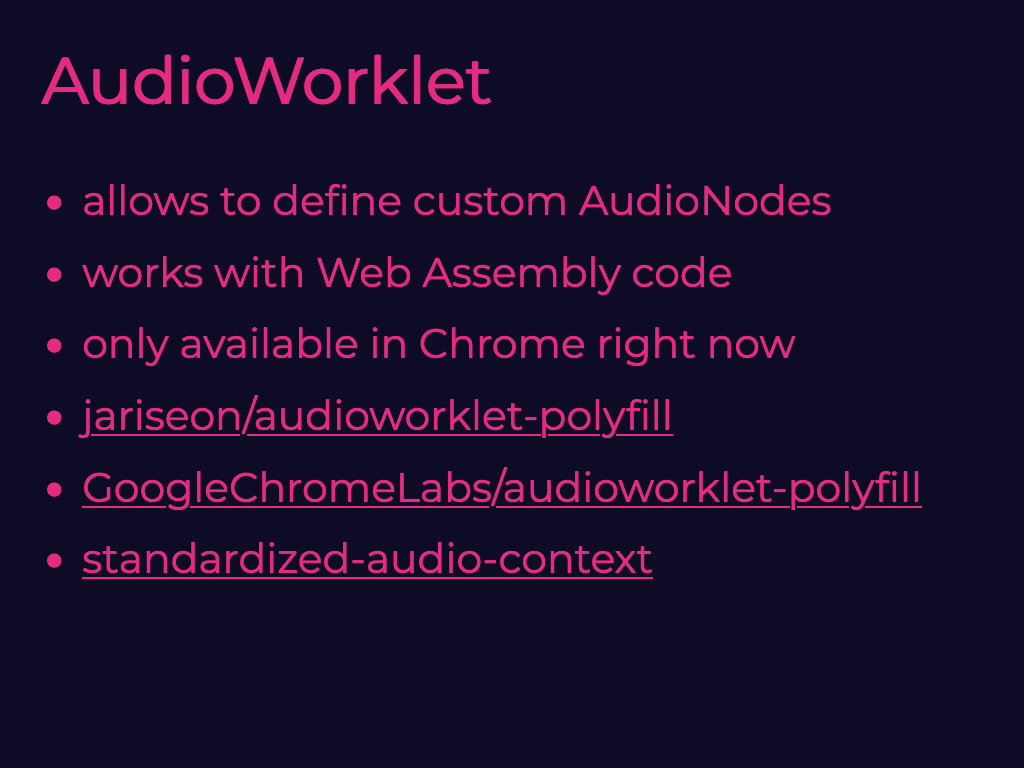 AudioWorklet
• allows to define custom AudioNodes
• works with Web Assembly code
• only available in Chrome right now
• jariseon/audioworklet-polyfill
• GoogleChromeLabs/audioworklet-polyfill
• standardized-audio-context